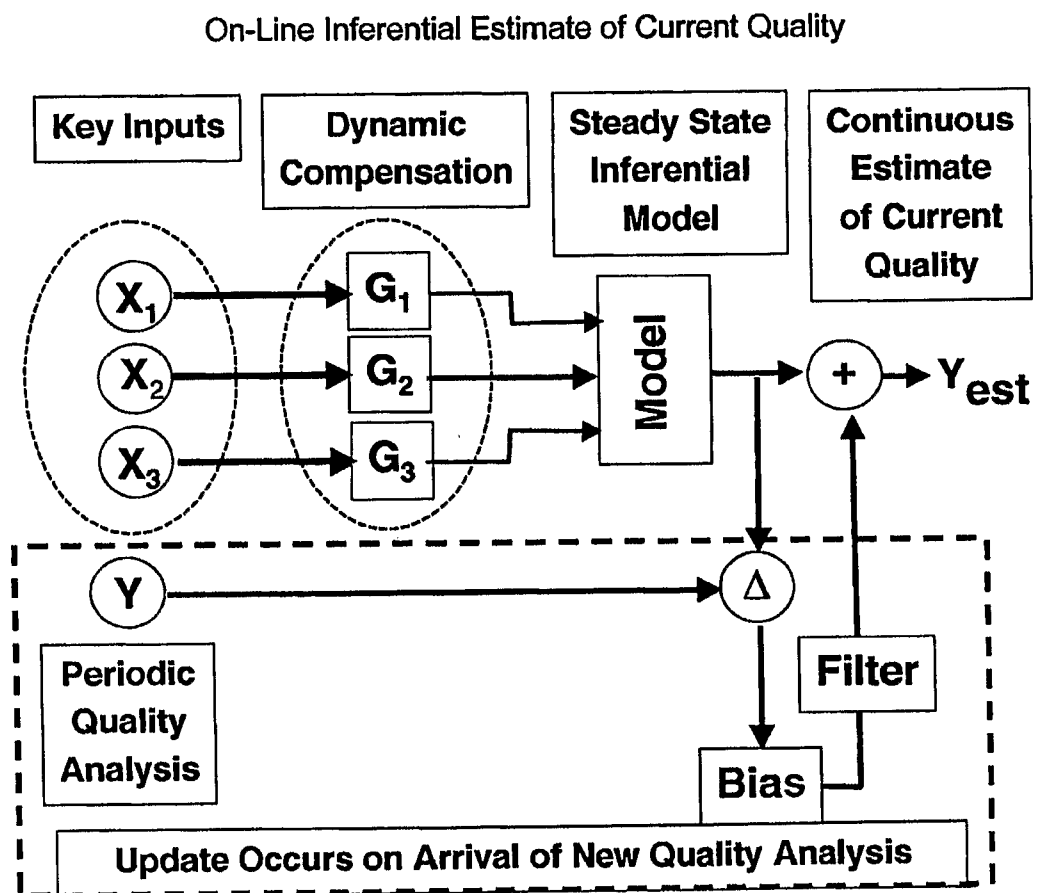 On-Line Inferential Estimate of Current Quality
Key Inputs
Dynamic
Compensation
Steady State
Inferential
Model
Continuous
Estimate
of Current
Quality
X1
G1
X2
G2
X3
G3
Model
+
Yest
Y
Δ
Periodic
Quality
Analysis
Filter
Bias
Update Occurs on Arrival of New Quality Analysis